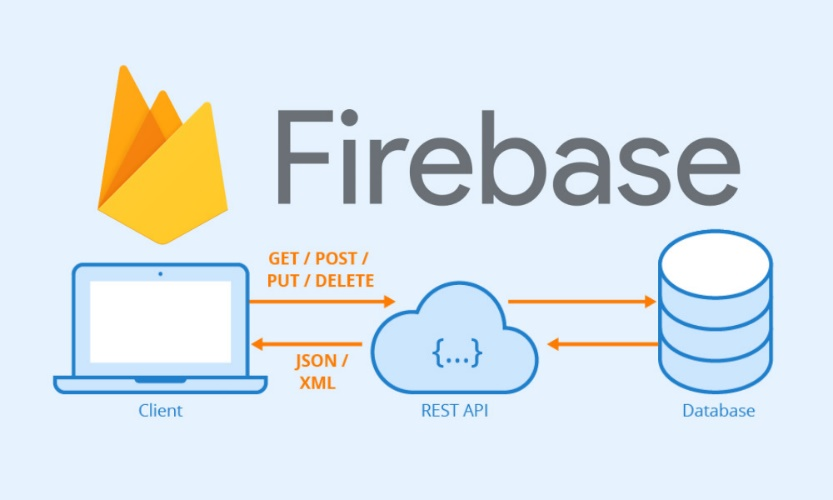 Firebase
GET / POST /
PUT / DELETE
{...}
JSON /
XML
Client
REST API
Database